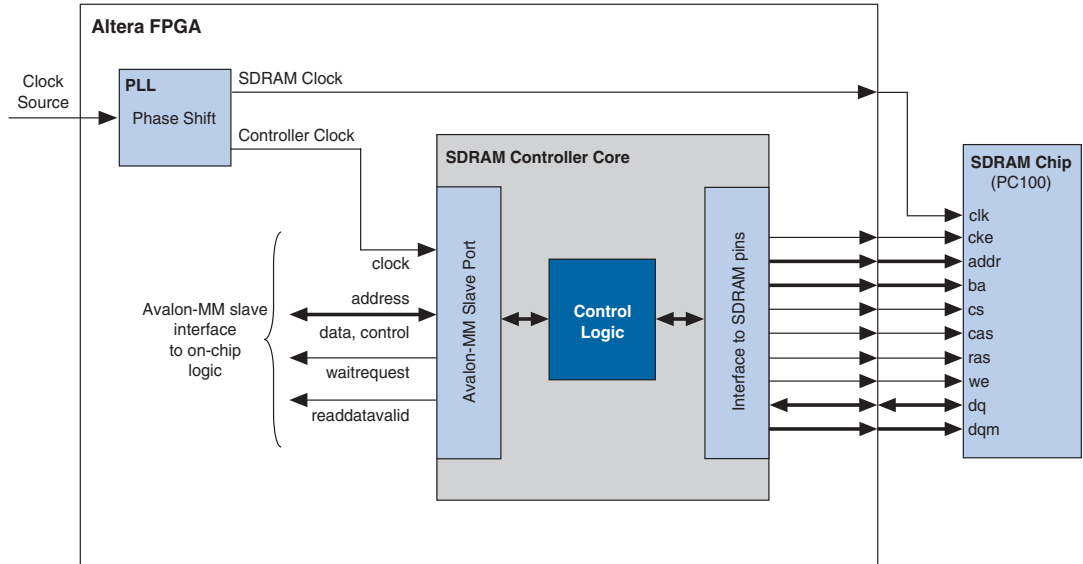 Altera FPGA
Clock
Source
PLL
Phase Shift
SDRAM Clock
Controller Clock
SDRAM Controller Core
Avalon-MM Slave Port
Control
Logic
Interface to SDRAM pins
clock
address
data, control
waitrequest
readdatavalid
Avalon-MM slave
interface
to on-chip
logic
SDRAM Chip
(PC100)
clk
cke
addr
ba
cs
cas
ras
we
dq
dqm